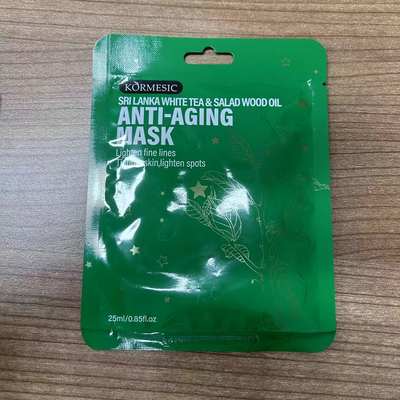 KORMESIC
SRI LANKA WHITE TEA & SALAD WOOD OIL
ANTI-AGING
MASK
Lighten fine lines
skin,lighten spots
25ml/0.85fl.oz